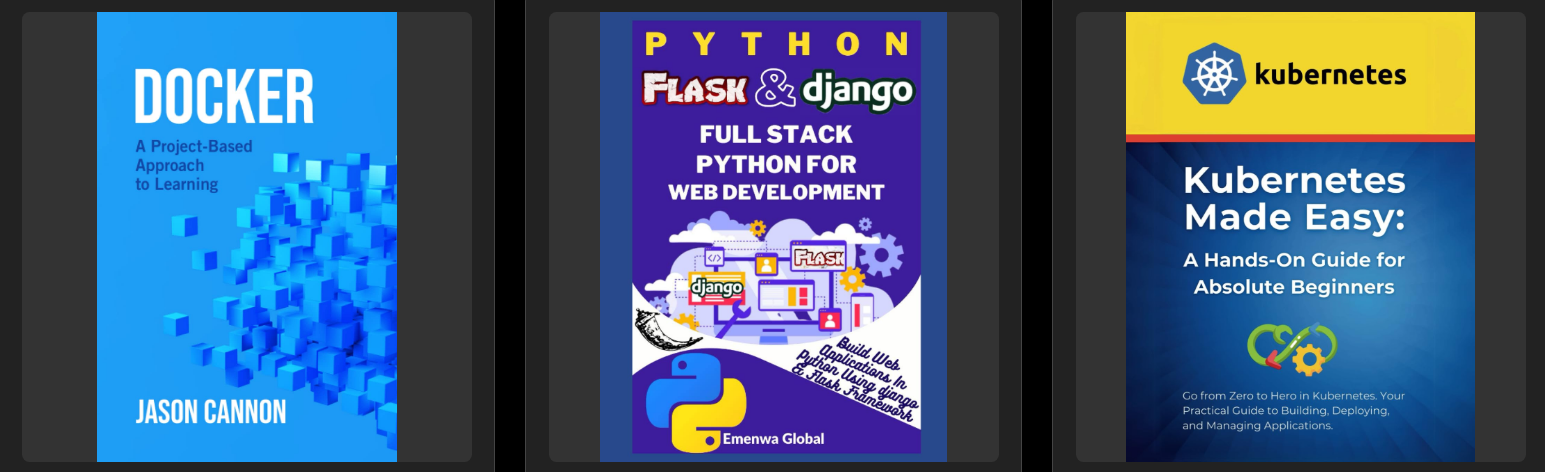 DOCKER
A Project-Based
Approach
to Learning
JASON CANNON
PYTHON
FLASK & django
FULL STACK
PYTHON FOR
WEB DEVELOPMENT
</>
FLASK
django
Build Web
Applications In
Python Using django
& Flask Framework
Emenwa Global
kubernetes
Kubernetes
Made Easy:
A Hands-On Guide for
Absolute Beginners
Go from Zero to Hero in Kubernetes. Your
Practical Guide to Building, Deploying,
and Managing Applications.